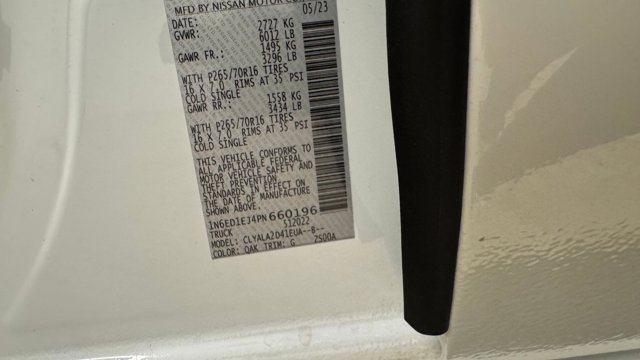 MFD BY NISSAN MOTOR CO
DATE: 05/23
GVWR: 2727 KG
6012 LB
GAWR FR: 1495 KG
3296 LB
WITH P265/70R16 TIRES
16 X 7.0 RIMS AT 35 PSI
COLD SINGLE
GAWR RR: 1558 KG
3434 LB
WITH P265/70R16 TIRES
16 X 7.0 RIMS AT 35 PSI
COLD SINGLE
THIS VEHICLE CONFORMS TO
ALL APPLICABLE FEDERAL
MOTOR VEHICLE SAFETY AND
THEFT PREVENTION
STANDARDS IN EFFECT ON
THE DATE OF MANUFACTURE
SHOWN ABOVE.
1N6ED1EJ4PN660196
TRUCK 512022
MODEL: CLYALA2D41EUA--B--
COLOR: QAK TRIM: G 2500A